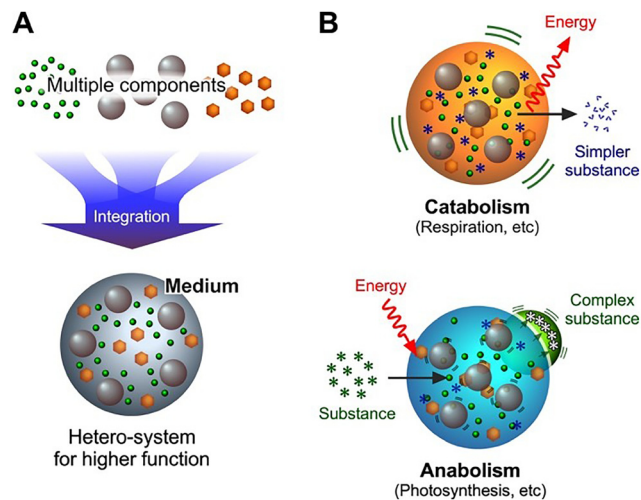 A
Multiple components
Integration
Medium
Hetero-system
for higher function
B
Energy
Simpler
substance
Catabolism
(Respiration, etc)
Energy
Complex
substance
Substance
Anabolism
(Photosynthesis, etc)